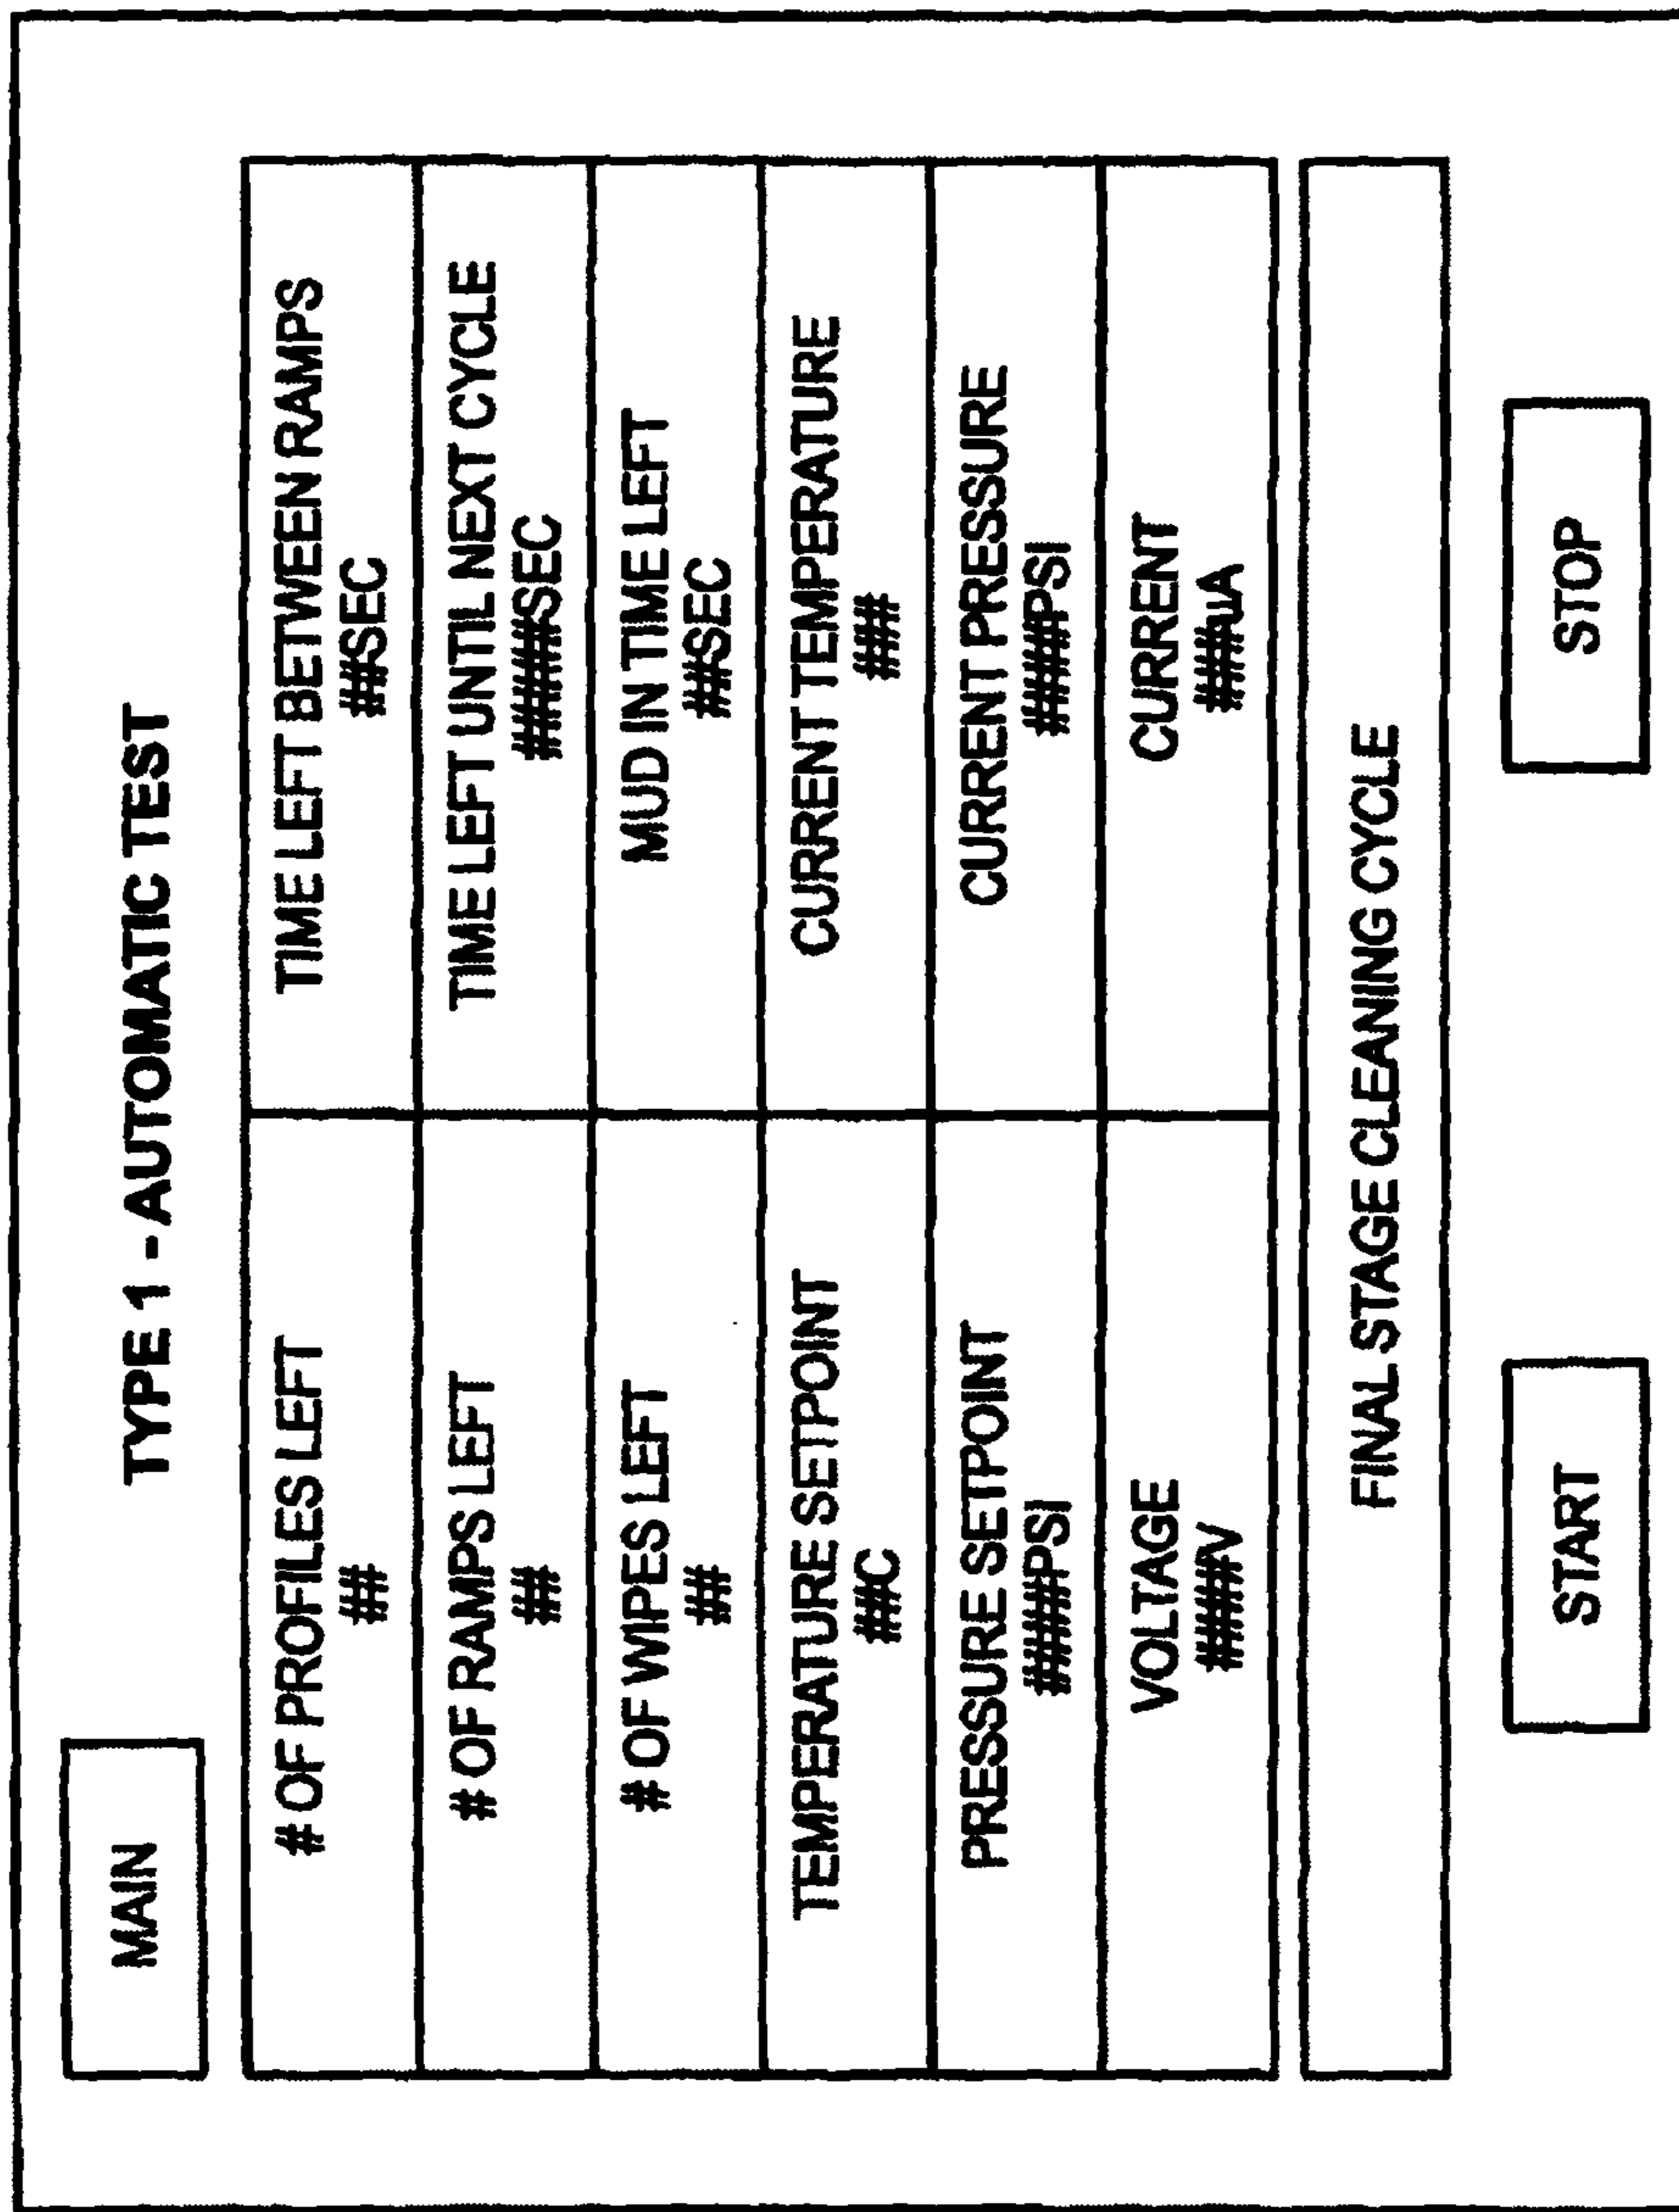 MAIN
TYPE 1 - AUTOMATIC TEST
# OF PROFILES LEFT
##
TIME LEFT BETWEEN RAMPS
##SEC
# OF RAMPS LEFT
##
TIME LEFT UNTIL NEXT CYCLE
####SEC
# OF WIPES LEFT
##
MUD IN TIME LEFT
##SEC
TEMPERATURE SETPOINT
##C
CURRENT TEMPERATURE
###
PRESSURE SETPOINT
####PSI
CURRENT PRESSURE
####PSI
VOLTAGE
####V
CURRENT
FINAL STAGE CLEANING CYCLE
START
STOP